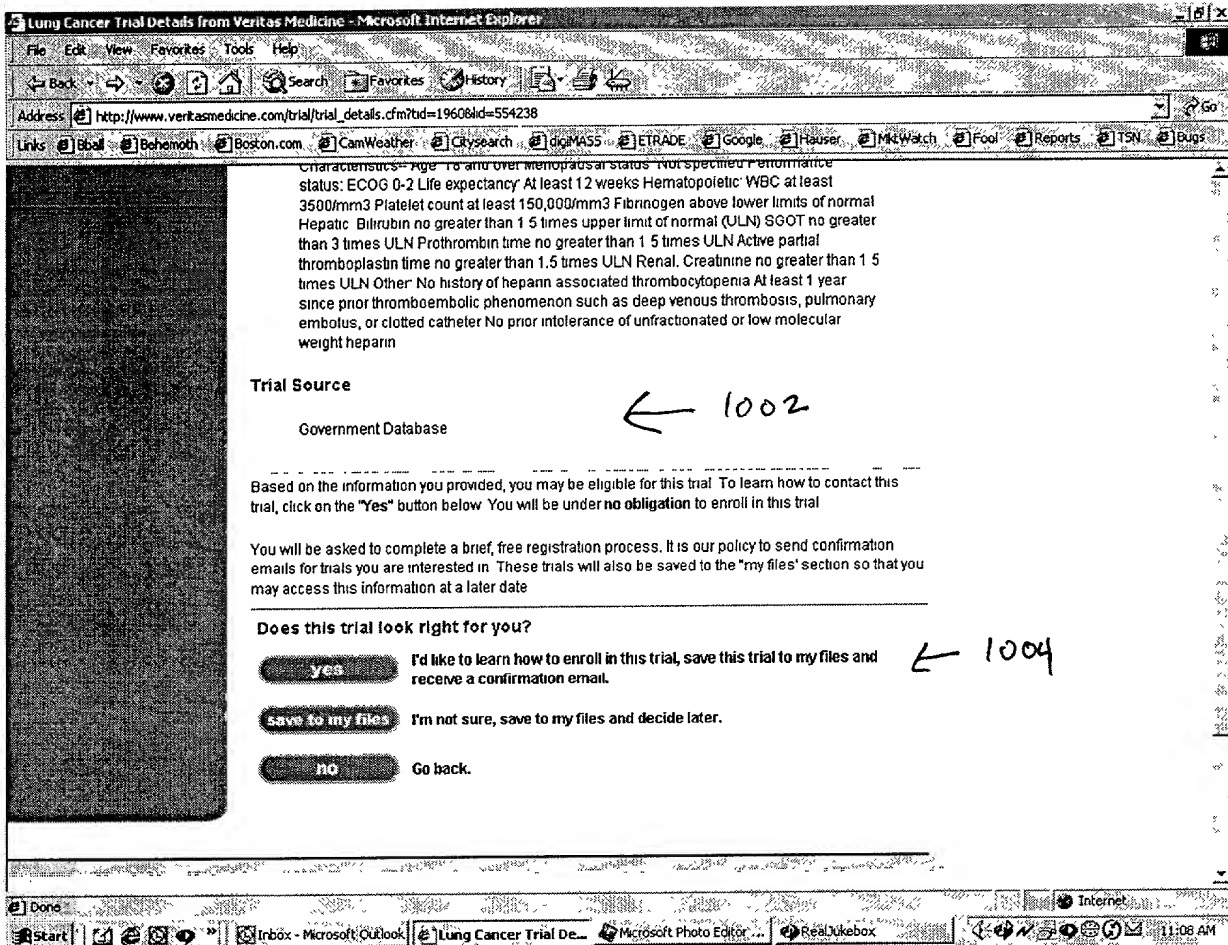 Lung Cancer Trial Details from Veritas Medicine - Microsoft Internet Explorer
File Edit View Favorites Tools Help
Back Search Favorites History
Address http://www.veritasmedicine.com/trial/trial_details.cfm?tid=1960&lid=554238 Go
Links Bball Behemoth Boston.com CamWeather Citysearch digiMASS ETRADE Google Hauser MktWatch Fool Reports TSN Bugs
Characteristics-- Age 18 and over Menopausal status Not specified Performance
status: ECOG 0-2 Life expectancy At least 12 weeks Hematopoietic WBC at least
3500/mm3 Platelet count at least 150,000/mm3 Fibrinogen above lower limits of normal
Hepatic Bilirubin no greater than 1 5 times upper limit of normal (ULN) SGOT no greater
than 3 times ULN Prothrombin time no greater than 1 5 times ULN Active partial
thromboplastin time no greater than 1.5 times ULN Renal. Creatinine no greater than 1 5
times ULN Other No history of heparin associated thrombocytopenia At least 1 year
since prior thromboembolic phenomenon such as deep venous thrombosis, pulmonary
embolus, or clotted catheter No prior intolerance of unfractionated or low molecular
weight heparin
Trial Source
← 1002
Government Database
Based on the information you provided, you may be eligible for this trial To learn how to contact this
trial, click on the "Yes" button below You will be under no obligation to enroll in this trial
You will be asked to complete a brief, free registration process. It is our policy to send confirmation
emails for trials you are interested in These trials will also be saved to the "my files' section so that you
may access this information at a later date
Does this trial look right for you?
yes I'd like to learn how to enroll in this trial, save this trial to my files and
receive a confirmation email.
← 1004
save to my files I'm not sure, save to my files and decide later.
no Go back.
Done Internet
Start Inbox - Microsoft Outlook Lung Cancer Trial De... Microsoft Photo Editor ... RealJukebox 11:08 AM